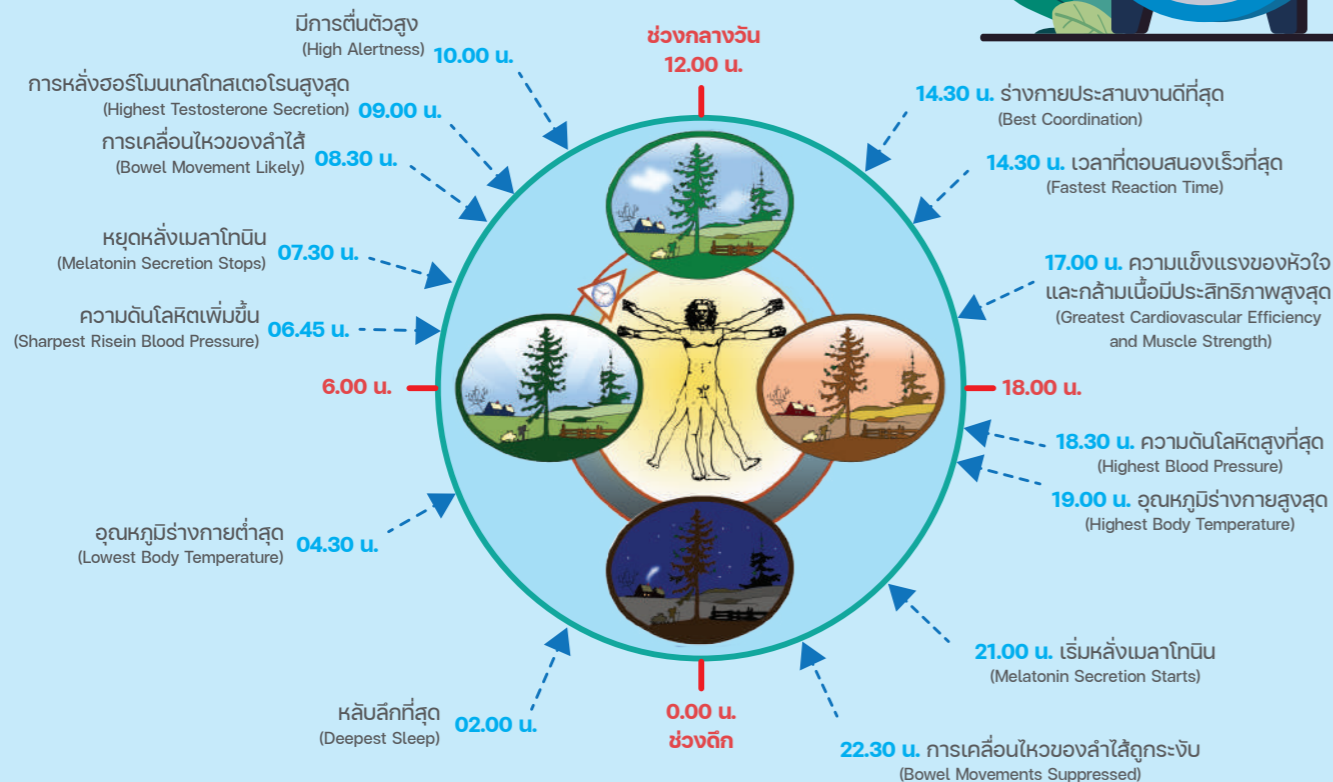 มีการตื่นตัวสูง
(High Alertness)
10.00 น.
ช่วงกลางวัน
12.00 น.
การหลั่งฮอร์โมนเทสโทสเตอโรนสูงสุด
(Highest Testosterone Secretion)
09.00 น.
การเคลื่อนไหวของลำไส้
(Bowel Movement Likely)
08.30 น.
หยุดหลั่งเมลาโทนิน
(Melatonin Secretion Stops)
07.30 น.
ความดันโลหิตเพิ่มขึ้น
(Sharpest Risein Blood Pressure)
06.45 น.
6.00 น.
อุณหภูมิร่างกายต่ำสุด
(Lowest Body Temperature)
04.30 น.
หลับลึกที่สุด
(Deepest Sleep)
02.00 น.
0.00 น.
ช่วงดึก
14.30 น. ร่างกายประสานงานดีที่สุด
(Best Coordination)
14.30 น. เวลาที่ตอบสนองเร็วที่สุด
(Fastest Reaction Time)
17.00 น. ความแข็งแรงของหัวใจ
และกล้ามเนื้อมีประสิทธิภาพสูงสุด
(Greatest Cardiovascular Efficiency
and Muscle Strength)
18.00 น.
18.30 น. ความดันโลหิตสูงที่สุด
(Highest Blood Pressure)
19.00 น. อุณหภูมิร่างกายสูงสุด
(Highest Body Temperature)
21.00 น. เริ่มหลั่งเมลาโทนิน
(Melatonin Secretion Starts)
22.30 น. การเคลื่อนไหวของลำไส้ถูกระงับ
(Bowel Movements Suppressed)